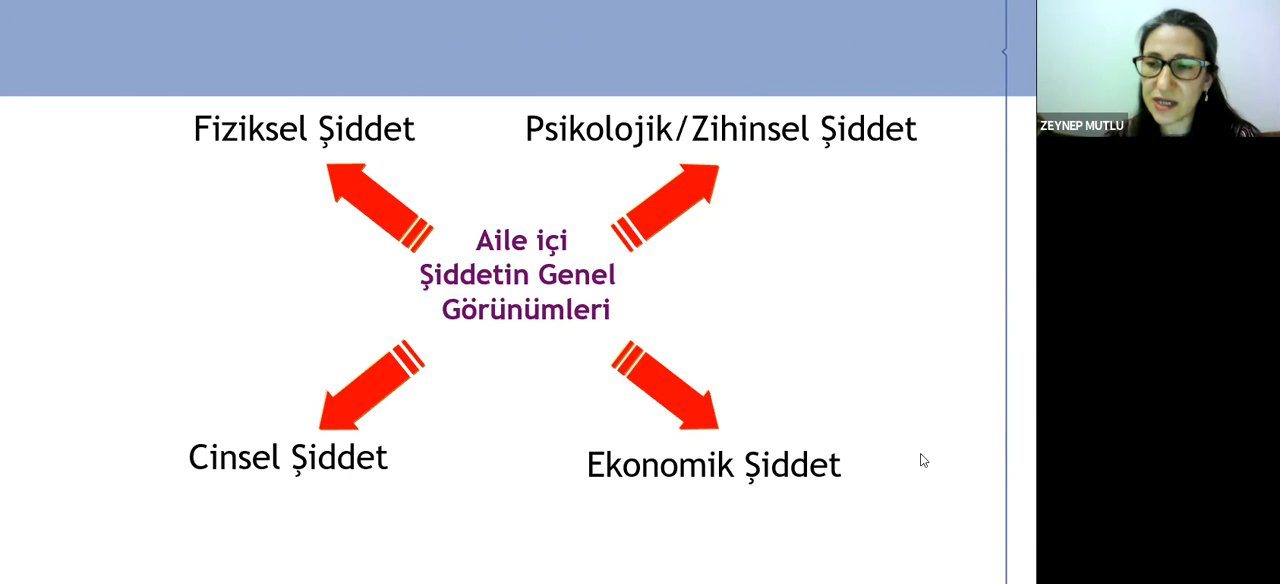 Fiziksel Şiddet
Psikolojik/Zihinsel Şiddet
ZEYNEP MUTLU
Aile içi
Şiddetin Genel
Görünümleri
Cinsel Şiddet
Ekonomik Şiddet